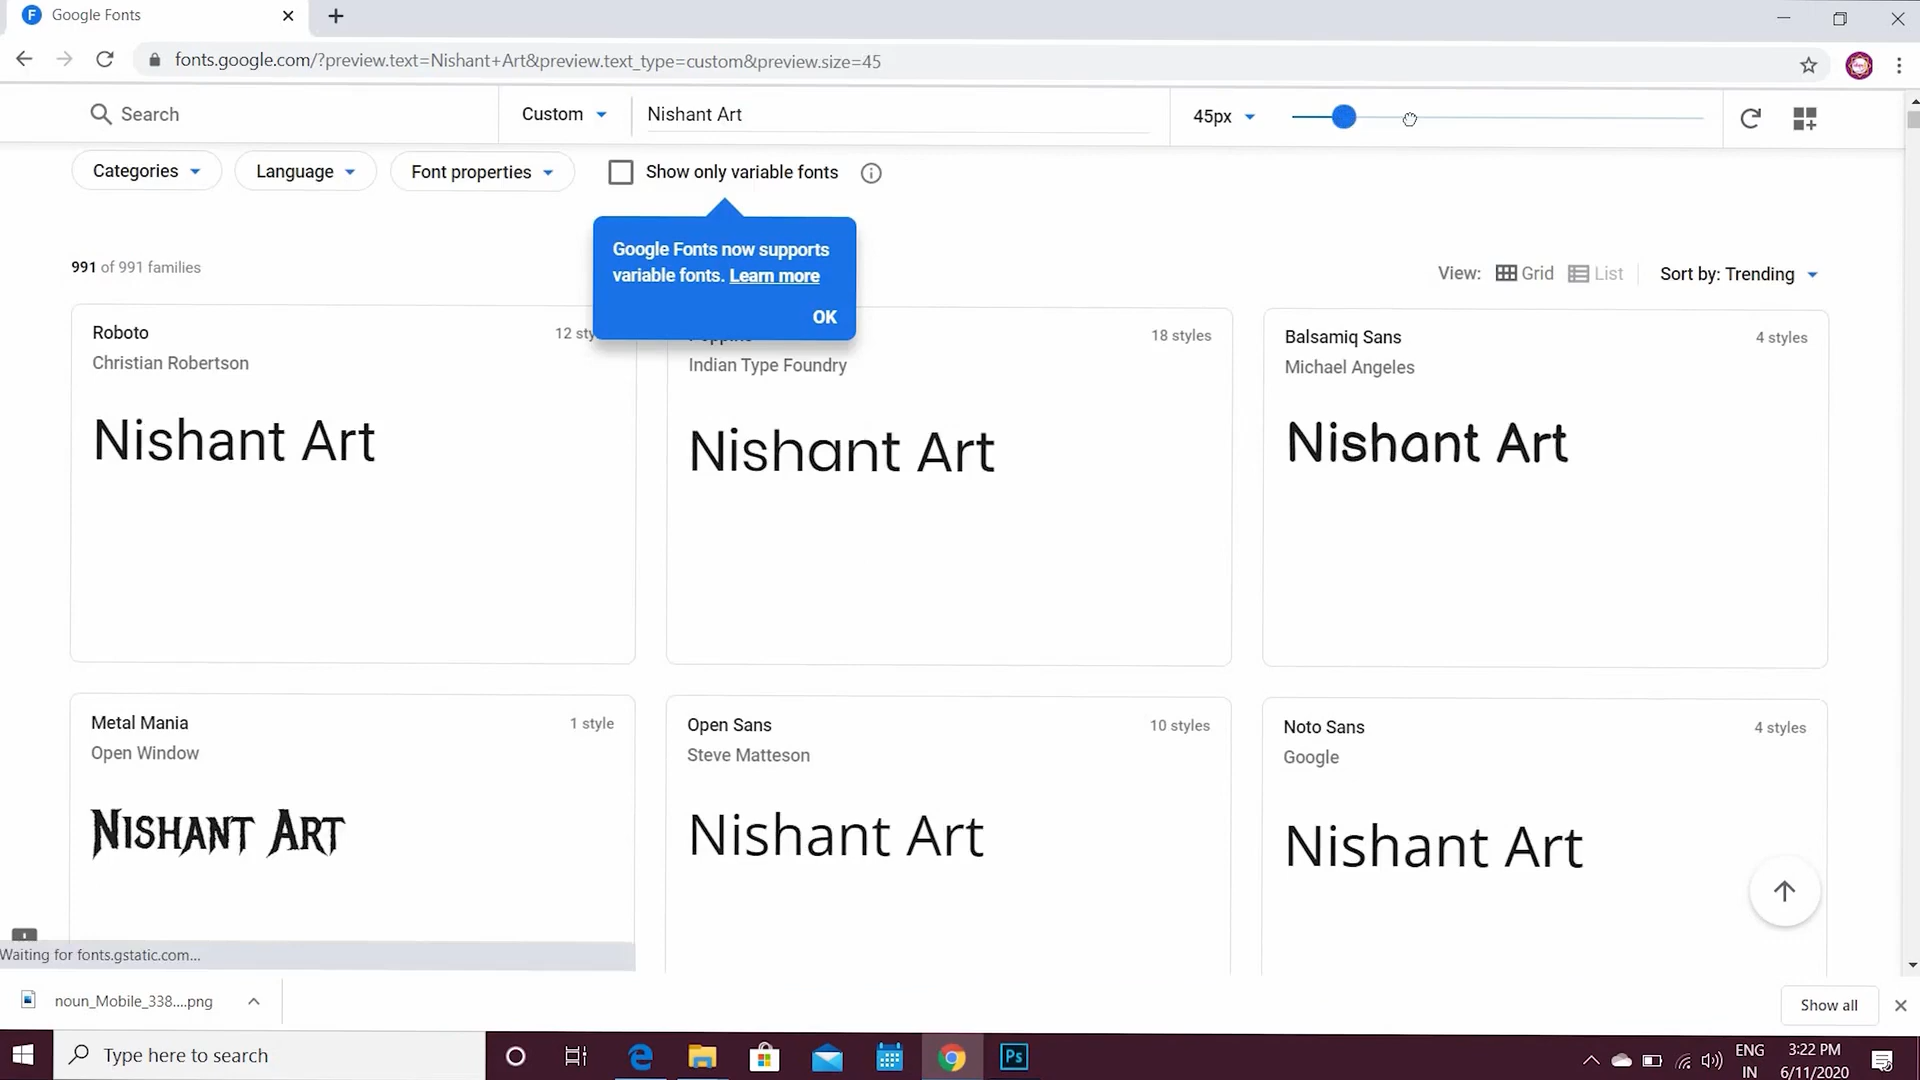 Google Fonts
fonts.google.com/?preview.text=Nishant+Art&preview.text_type=custom&preview.size=45
Search
Custom
Nishant Art
45px
Categories
Language
Font properties
Show only variable fonts
Google Fonts now supports
variable fonts. Learn more
OK
991 of 991 families
View:
Grid
List
Sort by: Trending
Roboto
Christian Robertson
Nishant Art
Indian Type Foundry
18 styles
Nishant Art
Balsamiq Sans
4 styles
Michael Angeles
Nishant Art
Metal Mania
1 style
Open Window
Nishant Art
Open Sans
10 styles
Steve Matteson
Nishant Art
Noto Sans
4 styles
Google
Nishant Art
Waiting for fonts.gstatic.com...
noun_Mobile_338....png
Show all
Type here to search
Ps
ENG
IN
3:22 PM
6/11/2020